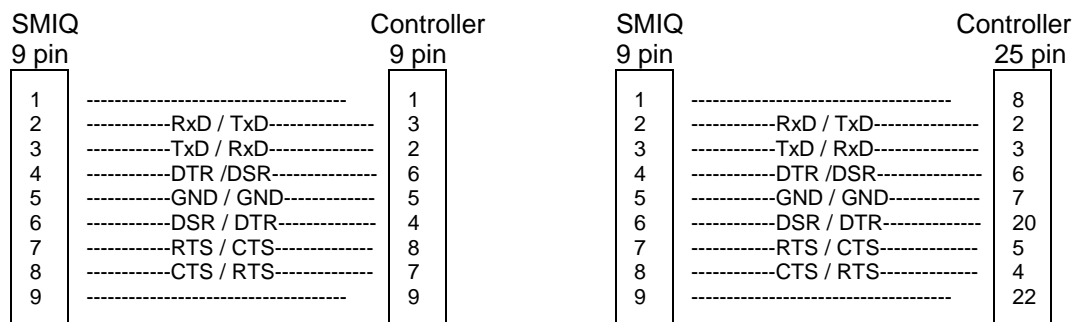 SMIQ Controller SMIQ Controller
9 pin 9 pin 9 pin 25 pin
1 ------------------------------------- 1 1 ------------------------------------- 8
2 ------------RxD / TxD--------------- 3 2 ------------RxD / TxD--------------- 2
3 ------------TxD / RxD--------------- 2 3 ------------TxD / RxD--------------- 3
4 ------------DTR /DSR--------------- 6 4 ------------DTR /DSR--------------- 6
5 ------------GND / GND------------- 5 5 ------------GND / GND------------- 7
6 ------------DSR / DTR-------------- 4 6 ------------DSR / DTR-------------- 20
7 ------------RTS / CTS-------------- 8 7 ------------RTS / CTS-------------- 5
8 ------------CTS / RTS-------------- 7 8 ------------CTS / RTS-------------- 4
9 ------------------------------------- 9 9 ------------------------------------- 22